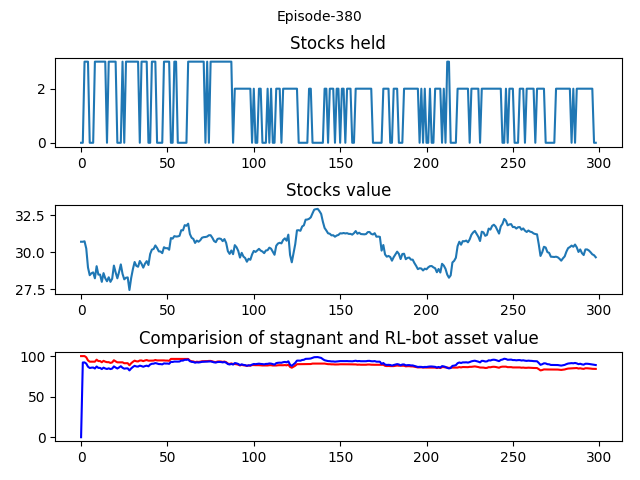 Episode-380
Stocks held
2
0
0 50 100 150 200 250 300
Stocks value
32.5
30.0
27.5
0 50 100 150 200 250 300
Comparision of stagnant and RL-bot asset value
100
50
0
0 50 100 150 200 250 300